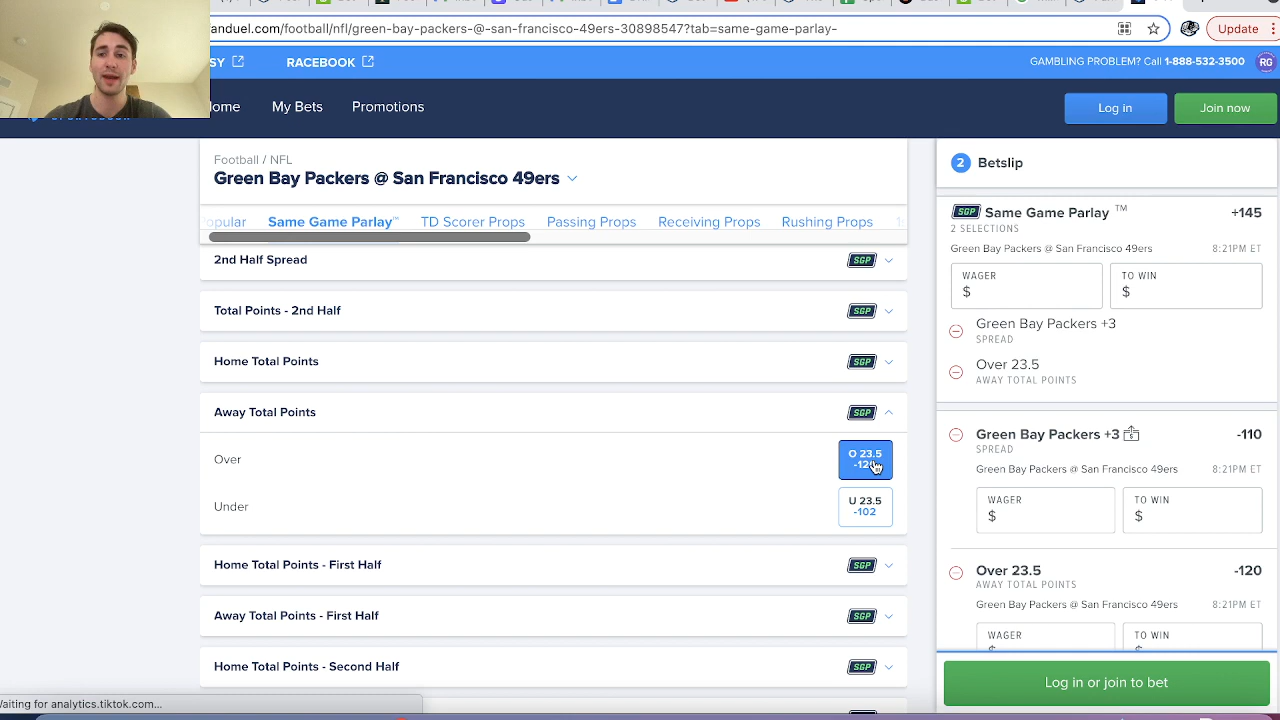 anduel.com/football/nfl/green-bay-packers-@-san-francisco-49ers-30898547?tab=same-game-parlay-
Update
SY
RACEBOOK
GAMBLING PROBLEM? Call 1-888-532-3500
RG
ome
My Bets
Promotions
Log in
Join now
Football / NFL
Green Bay Packers @ San Francisco 49ers
opular
Same Game Parlay™
TD Scorer Props
Passing Props
Receiving Props
Rushing Props
2nd Half Spread
SGP
Total Points - 2nd Half
SGP
Home Total Points
SGP
Away Total Points
SGP
Over
O 23.5
Under
U 23.5
-102
Home Total Points - First Half
SGP
Away Total Points - First Half
SGP
Home Total Points - Second Half
SGP
2
Betslip
SGP Same Game Parlay ™
+145
2 SELECTIONS
Green Bay Packers @ San Francisco 49ers
8:21PM ET
WAGER
$
TO WIN
$
Green Bay Packers +3
SPREAD
Over 23.5
AWAY TOTAL POINTS
Green Bay Packers +3
-110
SPREAD
Green Bay Packers @ San Francisco 49ers
8:21PM ET
WAGER
$
TO WIN
$
Over 23.5
-120
AWAY TOTAL POINTS
Green Bay Packers @ San Francisco 49ers
8:21PM ET
WAGER
TO WIN
Log in or join to bet
Waiting for analytics.tiktok.com...